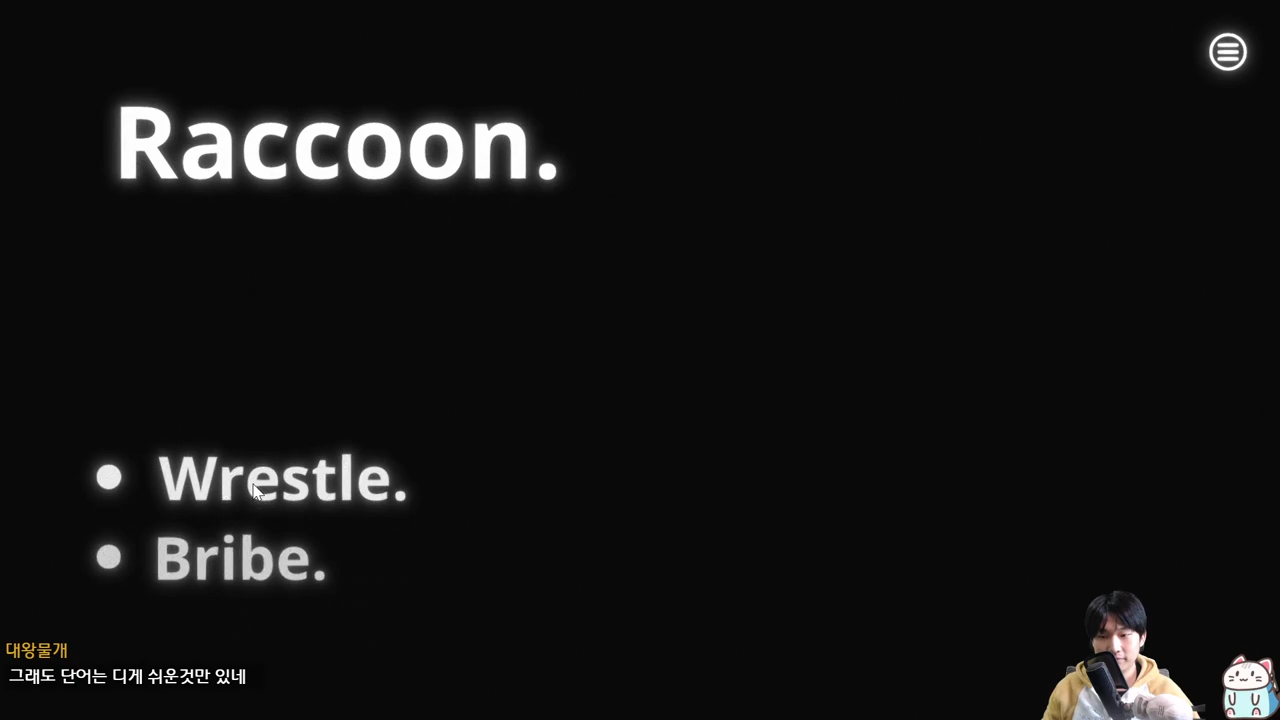 Raccoon.
Wrestle.
Bribe.
대왕물개
그래도 단어는 디게 쉬운것만 있네